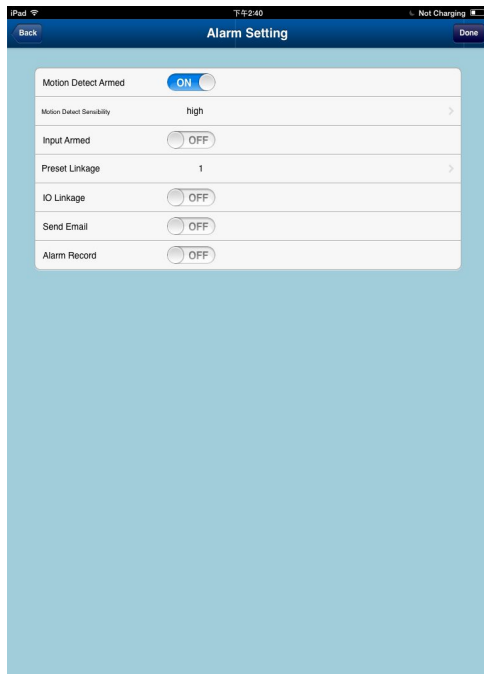 iPad 下午2:40 Not Charging
Back Alarm Setting Done
Motion Detect Armed ON
Motion Detect Sensibility high
Input Armed OFF
Preset Linkage 1
IO Linkage OFF
Send Email OFF
Alarm Record OFF